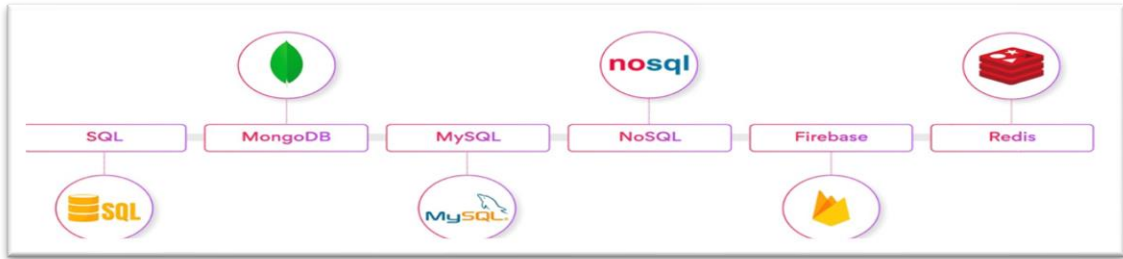 nosql
SQL
MongoDB
MySQL
NoSQL
Firebase
Redis
SQL
MySQL